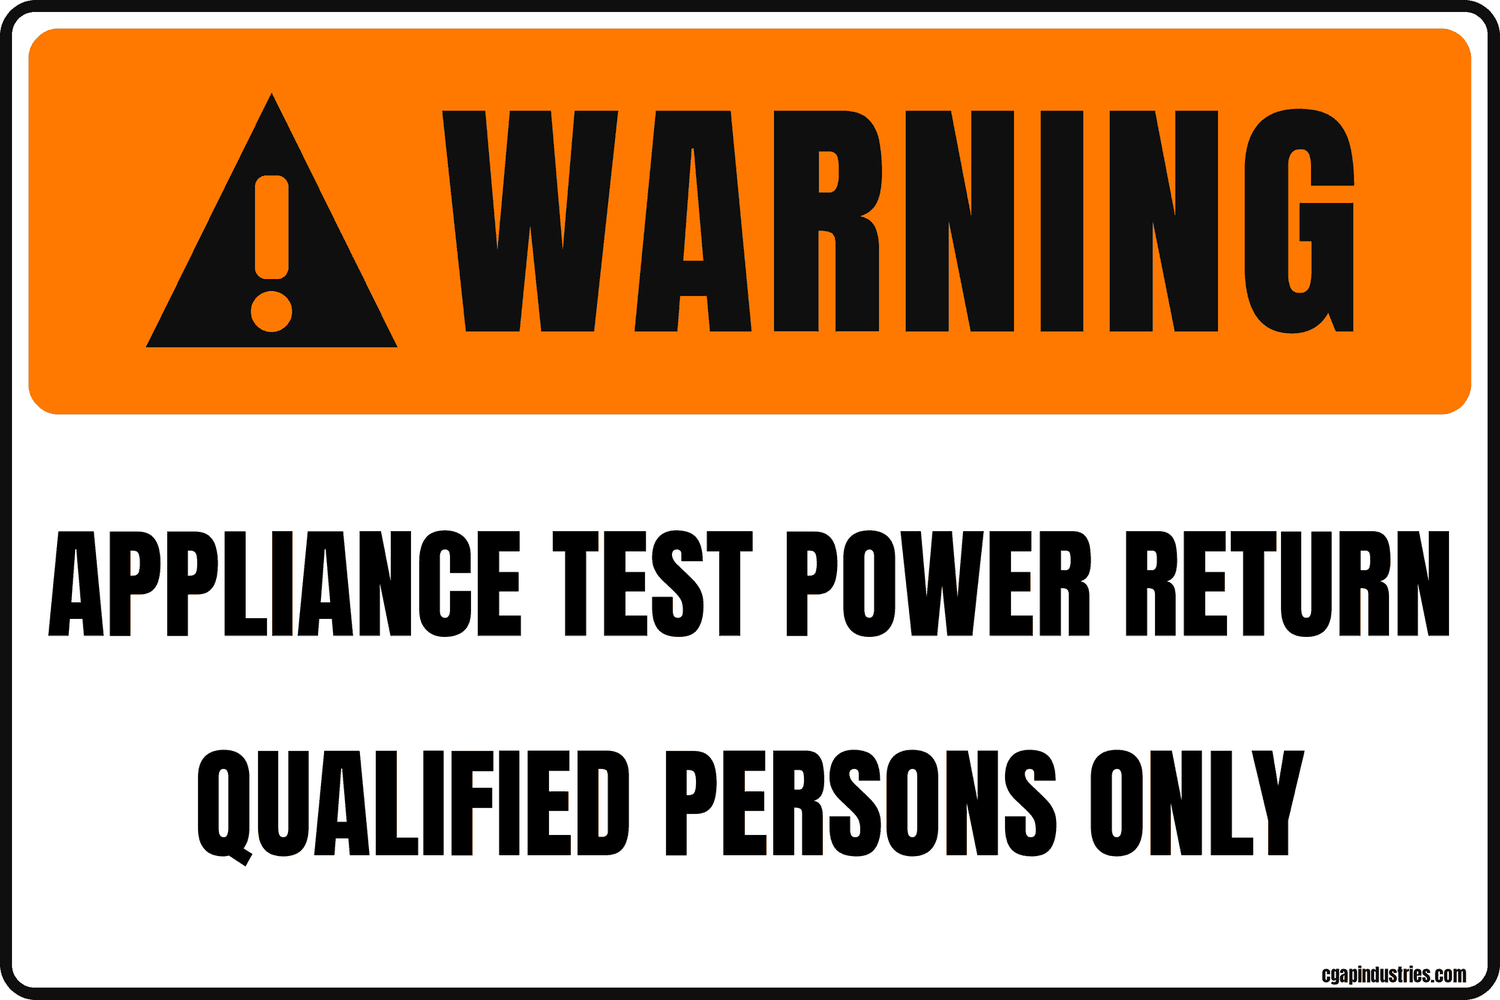 WARNING
APPLIANCE TEST POWER RETURN
QUALIFIED PERSONS ONLY
cgapindustries.com